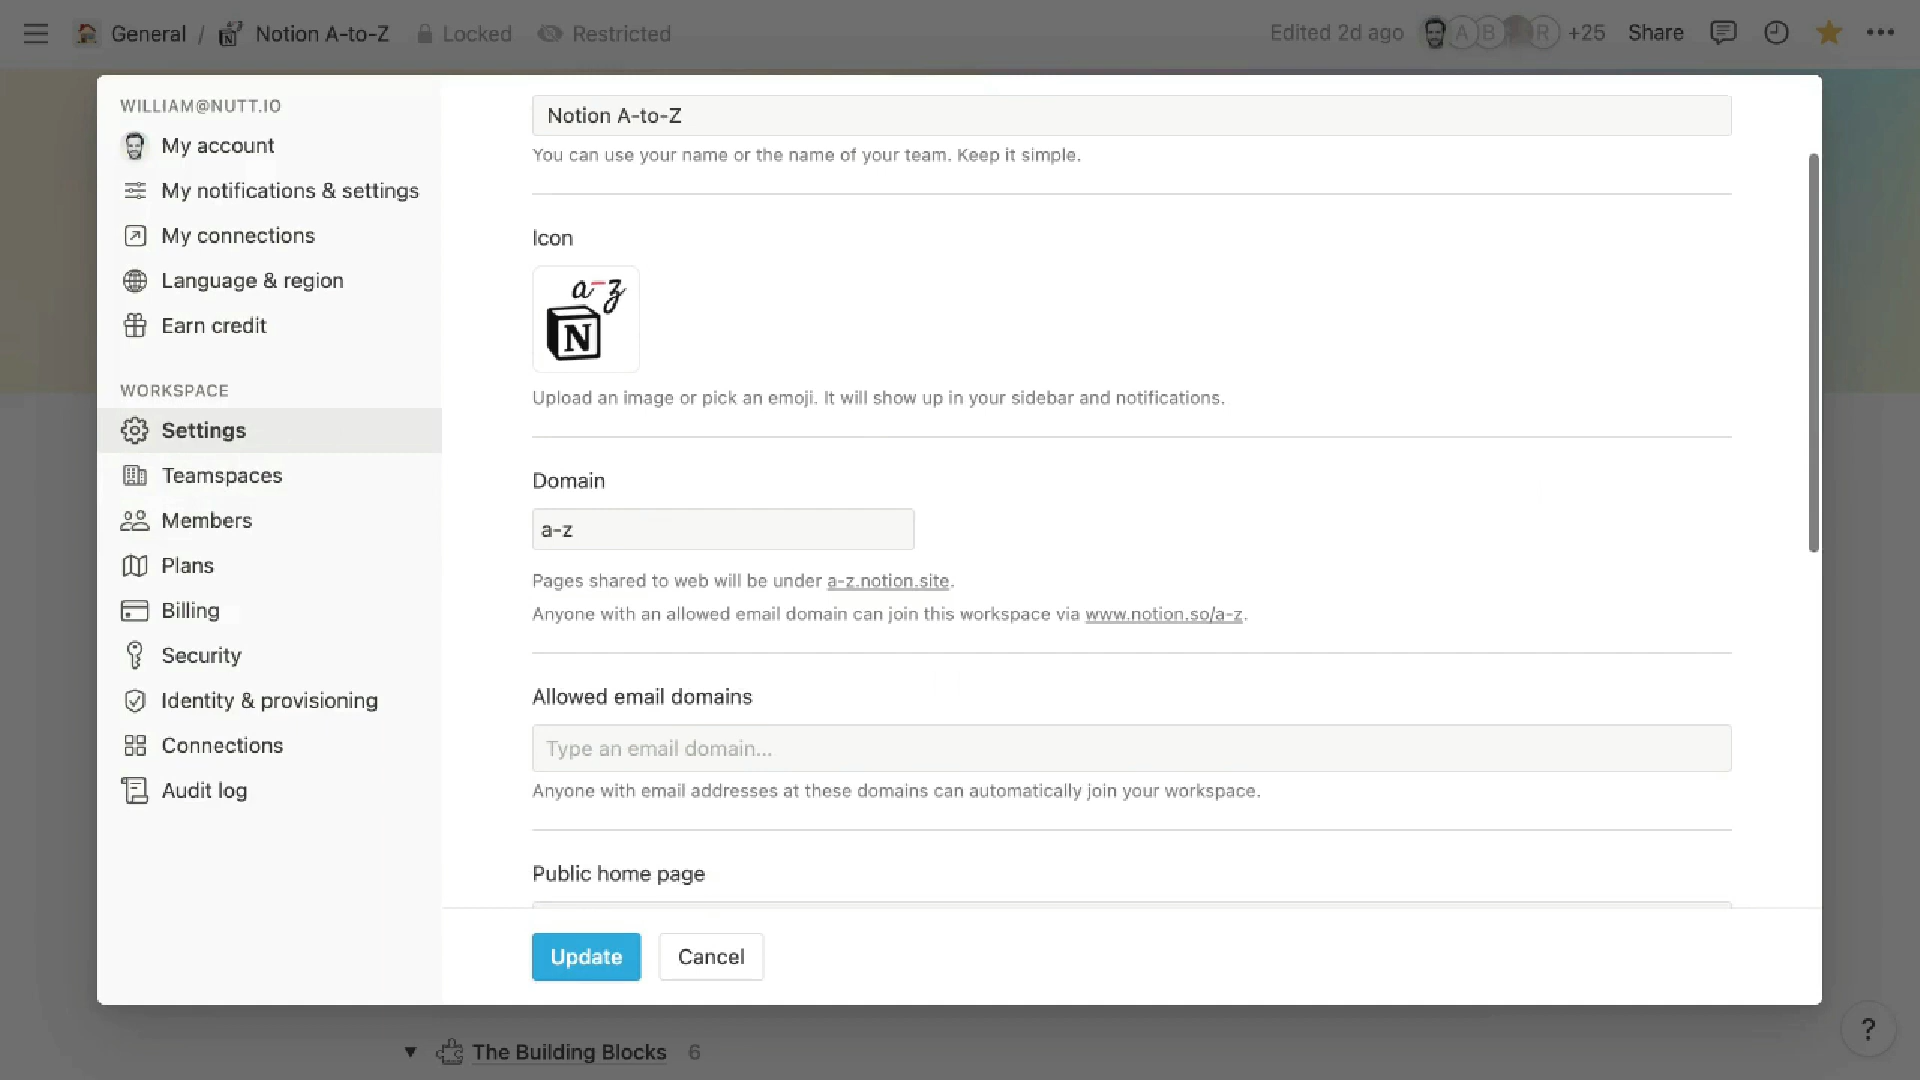 General / Notion A-to-Z Locked Restricted Edited 2d ago A B R +25 Share
WILLIAM@NUTT.IO
My account
My notifications & settings
My connections
Language & region
Earn credit
WORKSPACE
Settings
Teamspaces
Members
Plans
Billing
Security
Identity & provisioning
Connections
Audit log
Notion A-to-Z
You can use your name or the name of your team. Keep it simple.
Icon
a-z
N
Upload an image or pick an emoji. It will show up in your sidebar and notifications.
Domain
a-z
Pages shared to web will be under a-z.notion.site.
Anyone with an allowed email domain can join this workspace via www.notion.so/a-z.
Allowed email domains
Type an email domain...
Anyone with email addresses at these domains can automatically join your workspace.
Public home page
Update Cancel
The Building Blocks 6
?